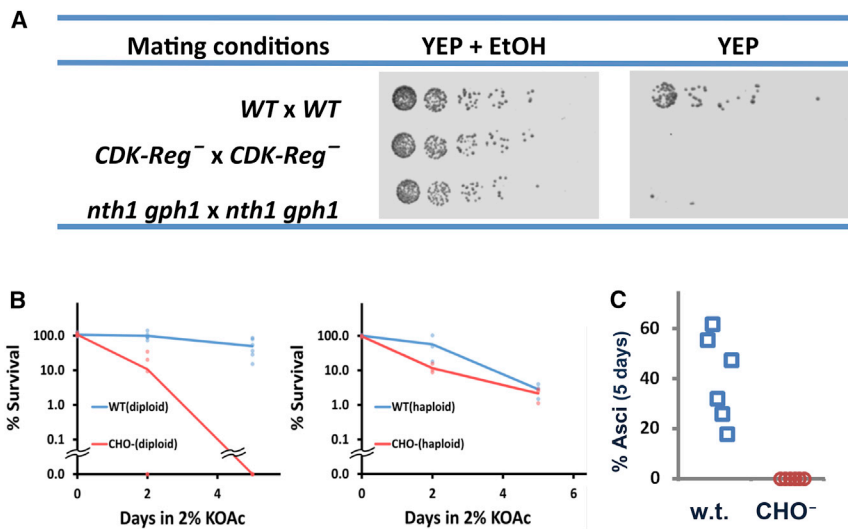 A
Mating conditions YEP + EtOH YEP
WT x WT
CDK-Reg⁻ x CDK-Reg⁻
nth1 gph1 x nth1 gph1
B
% Survival
100.0
10.0
1.0
0.1
0.0
WT(diploid)
CHO-(diploid)
0 2 4
Days in 2% KOAc
% Survival
100.0
10.0
1.0
0.1
0.0
WT(haploid)
CHO-(haploid)
0 2 4 6
Days in 2% KOAc
C
% Asci (5 days)
60
40
20
0
w.t. CHO⁻